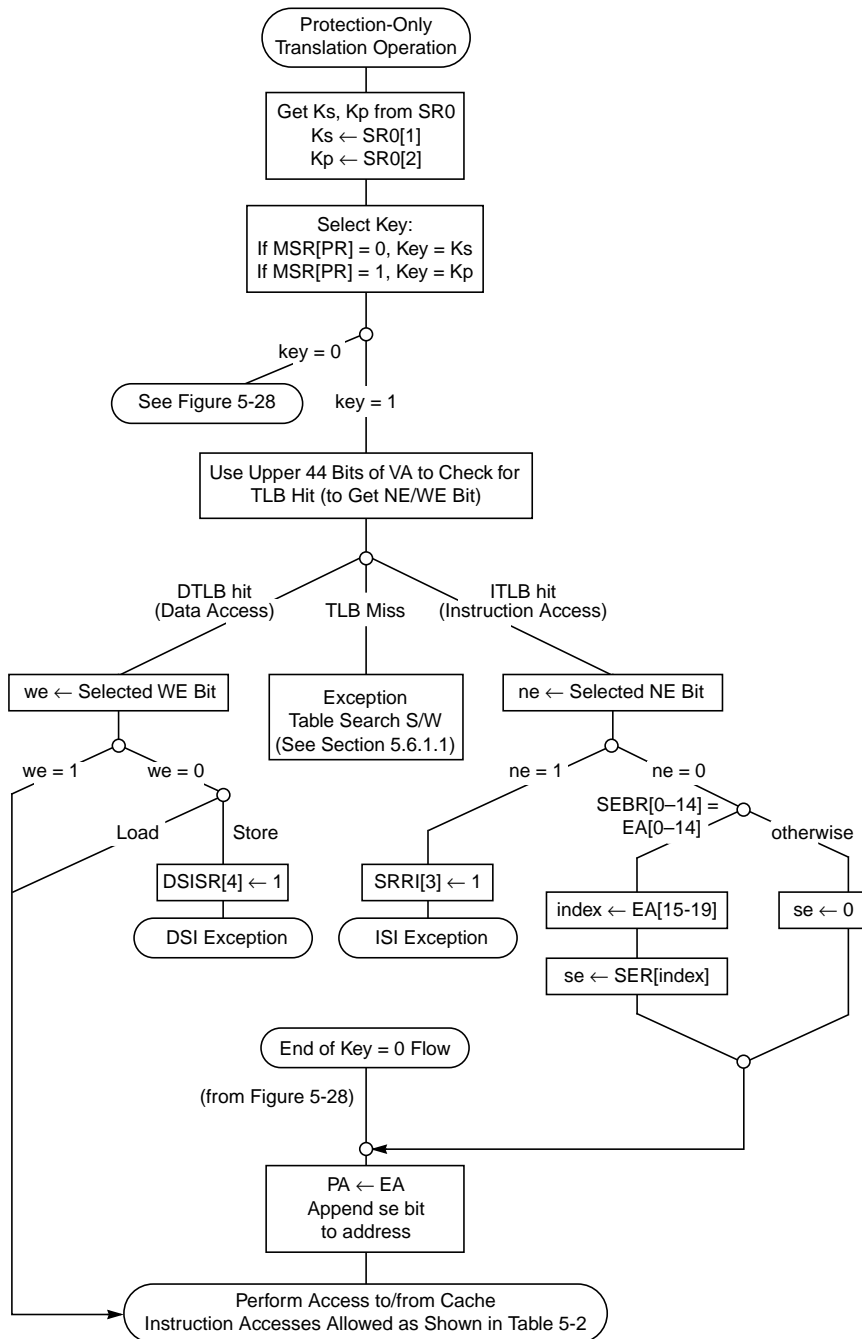 Protection-Only
Translation Operation
Get Ks, Kp from SR0
Ks ← SR0[1]
Kp ← SR0[2]
Select Key:
If MSR[PR] = 0, Key = Ks
If MSR[PR] = 1, Key = Kp
key = 0
See Figure 5-28
key = 1
Use Upper 44 Bits of VA to Check for
TLB Hit (to Get NE/WE Bit)
DTLB hit
(Data Access)
TLB Miss
ITLB hit
(Instruction Access)
we ← Selected WE Bit
Exception
Table Search S/W
(See Section 5.6.1.1)
ne ← Selected NE Bit
we = 1
we = 0
ne = 1
ne = 0
Load
Store
SEBR[0–14] =
EA[0–14]
otherwise
DSISR[4] ← 1
SRRI[3] ← 1
index ← EA[15-19]
se ← 0
DSI Exception
ISI Exception
se ← SER[index]
End of Key = 0 Flow
(from Figure 5-28)
PA ← EA
Append se bit
to address
Perform Access to/from Cache
Instruction Accesses Allowed as Shown in Table 5-2